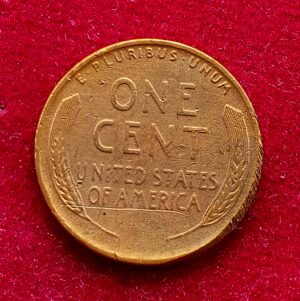 E · PLURIBUS · UNUM
ONE
CENT
UNITED STATES
OF AMERICA